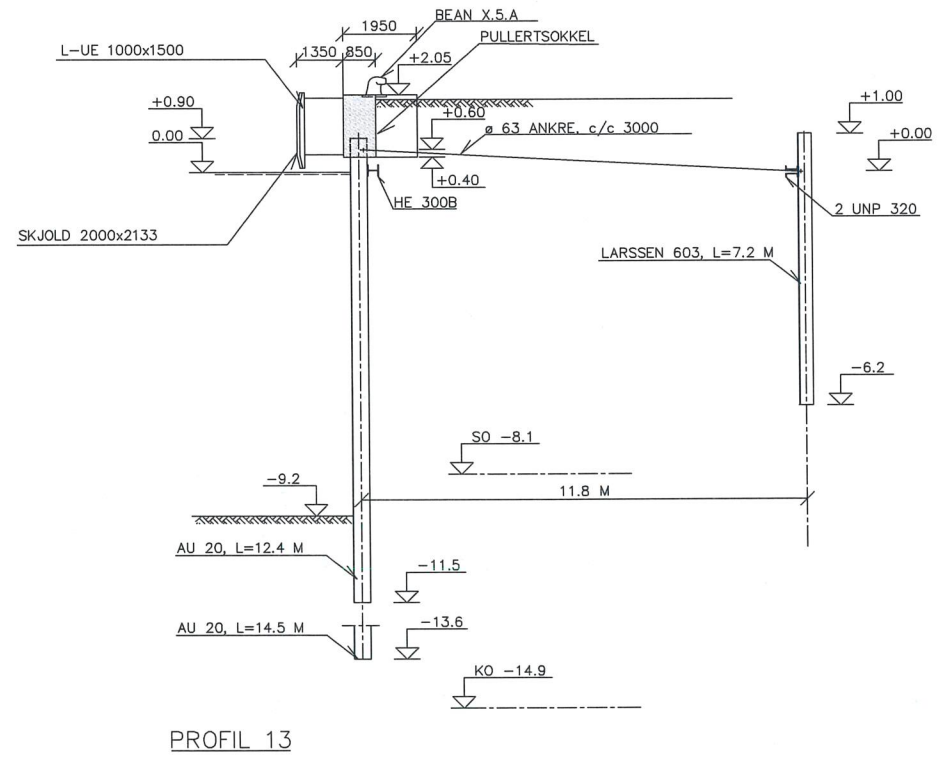 BEAN X.5.A
1950
PULLERTSOKKEL
L-UE 1000x1500
1350
850
+2.05
+0.90
+0.60
+1.00
0.00
ø 63 ANKRE, c/c 3000
+0.00
+0.40
HE 300B
2 UNP 320
SKJOLD 2000x2133
LARSSEN 603, L=7.2 M
-6.2
SO -8.1
-9.2
11.8 M
AU 20, L=12.4 M
-11.5
-13.6
AU 20, L=14.5 M
KO -14.9
PROFIL 13